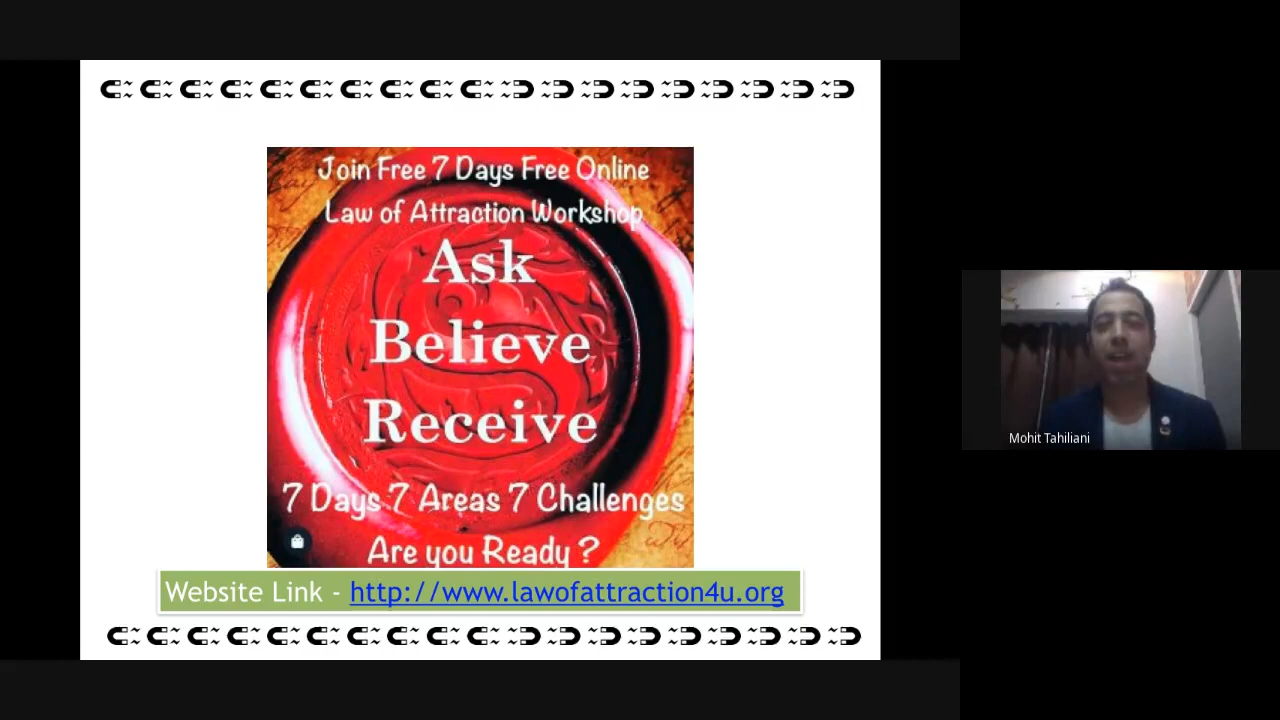 Join Free 7 Days Free Online
Law of Attraction Workshop
Ask
Believe
Receive
7 Days 7 Areas 7 Challenges
Are you Ready ?
Website Link - http://www.lawofattraction4u.org
Mohit Tahiliani